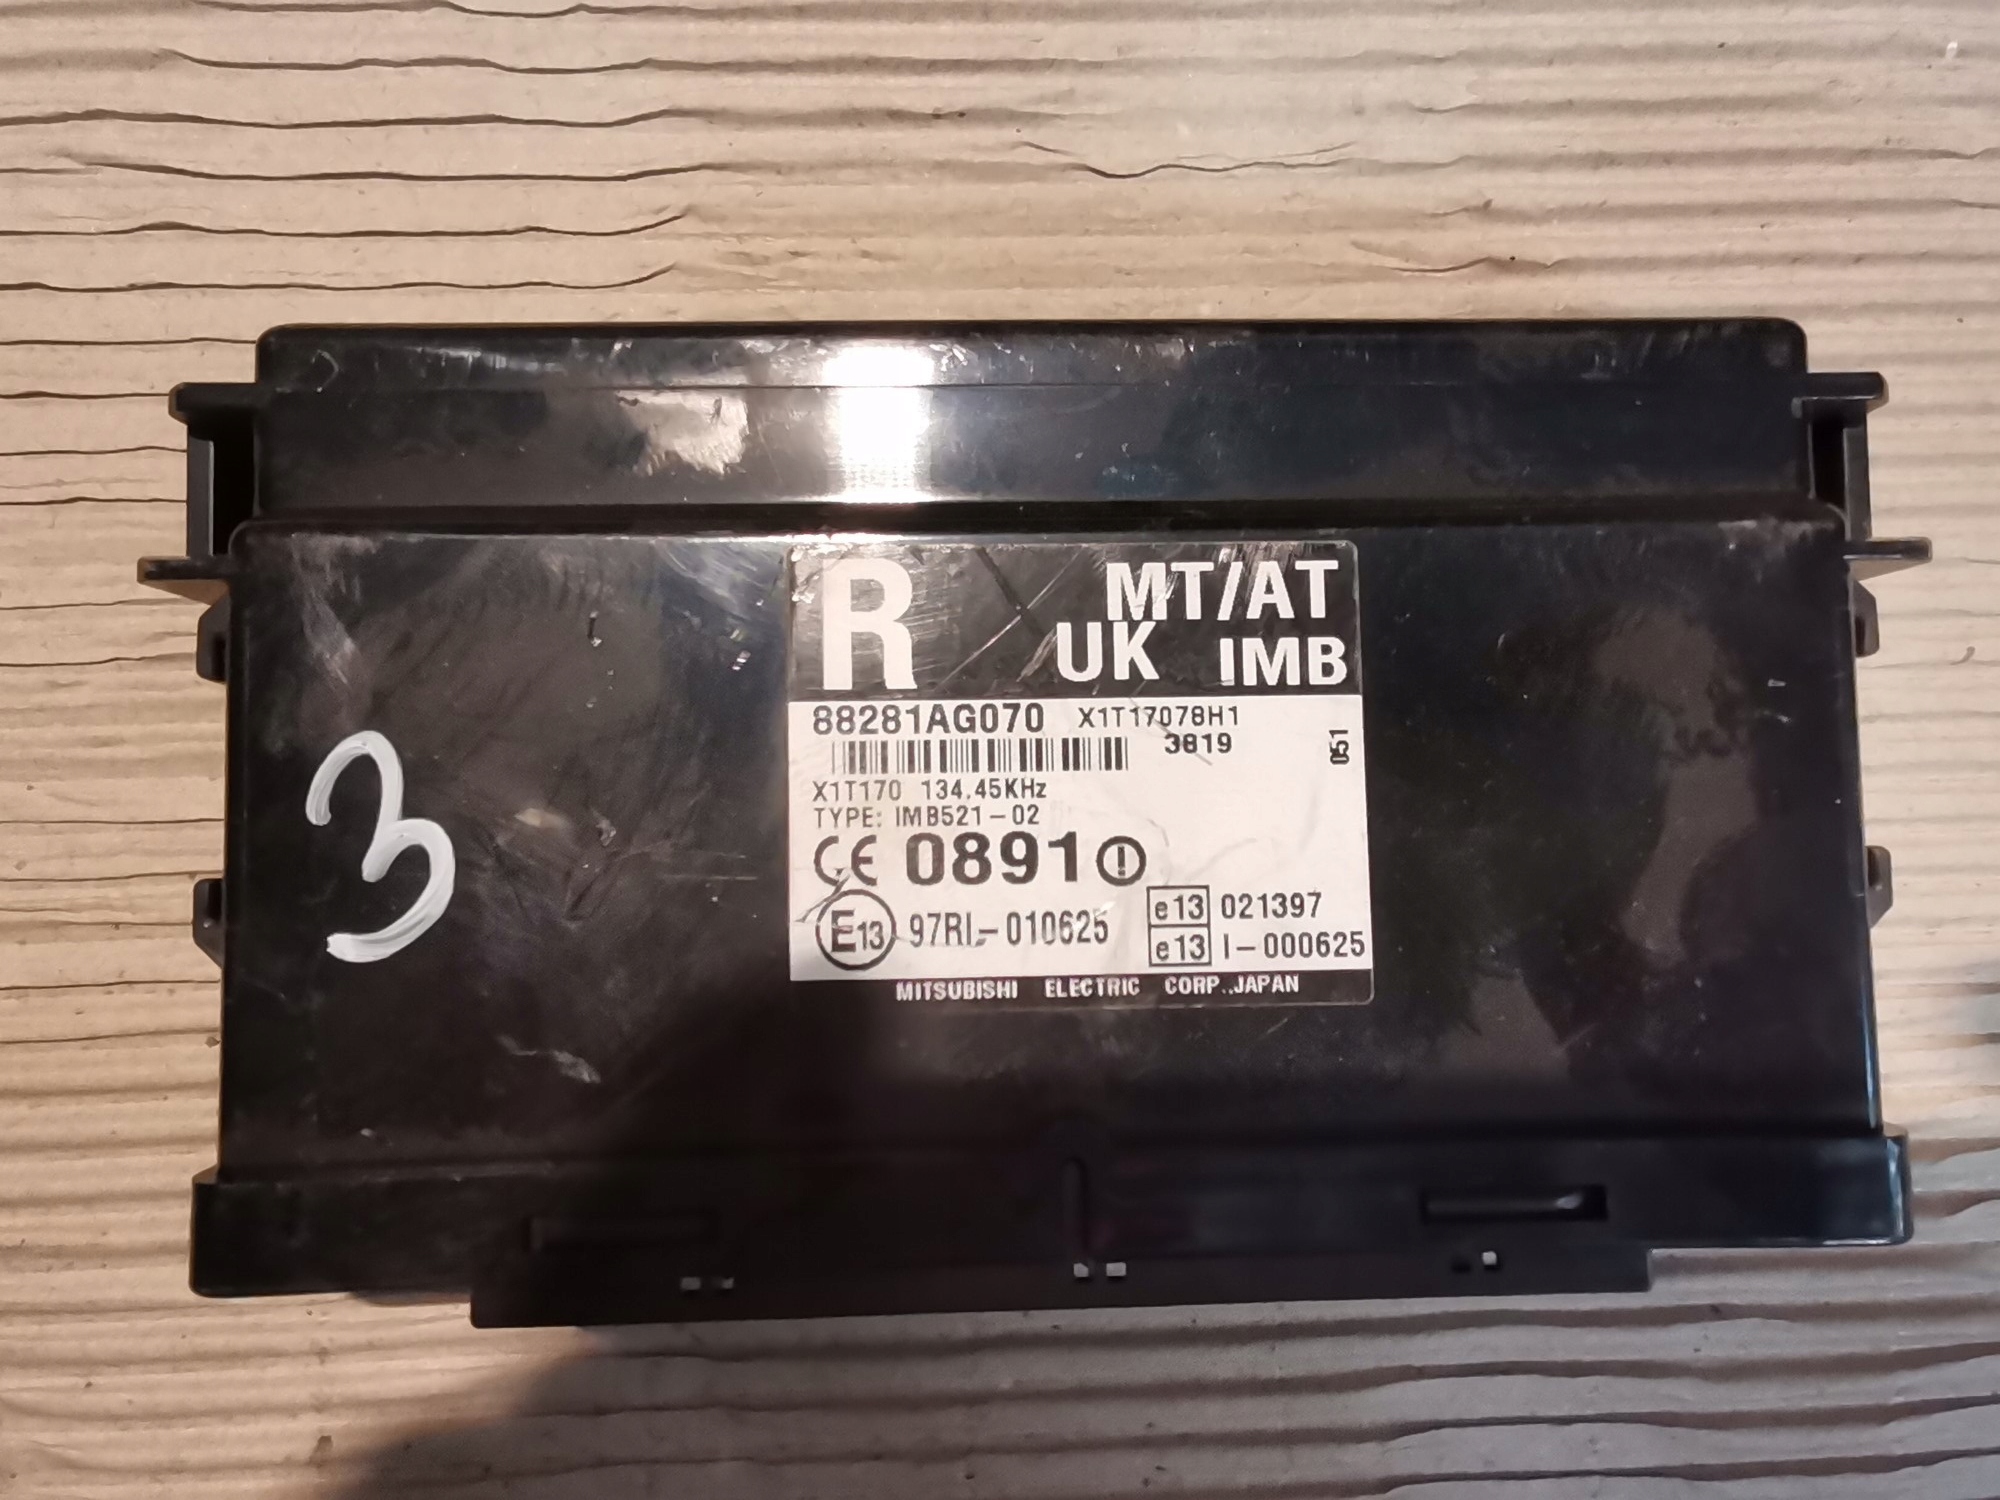 R MT/AT
UK IMB
88281AG070 X1T17078H1
3819
051
X1T170 134.45KHz
TYPE: IMB521-02
CE 0891
E13 97RI-010625
e13 021397
e13 I-000625
MITSUBISHI ELECTRIC CORP. JAPAN
3